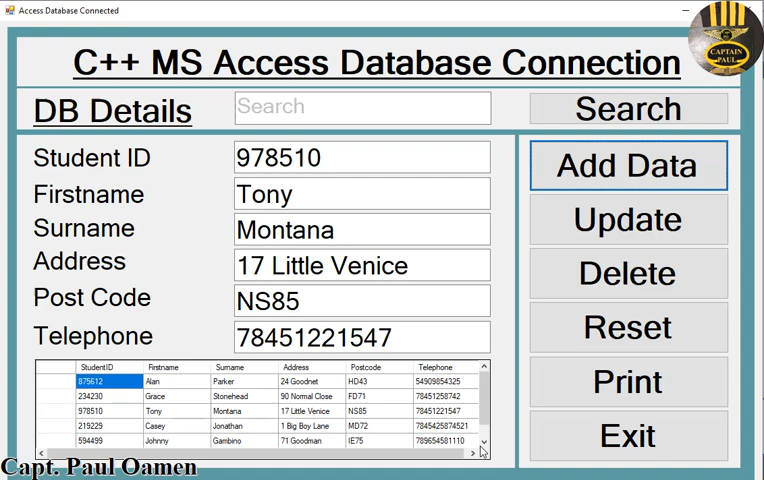 Access Database Connected
CAPTAIN
PAUL
C++ MS Access Database Connection
DB Details Search Search
Student ID 978510 Add Data
Firstname Tony
Surname Montana Update
Address 17 Little Venice Delete
Post Code NS85
Telephone 78451221547 Reset
StudentID Firstname Surname Address Postcode Telephone
875612 Alan Parker 24 Goodnet HD43 54909854325 Print
234230 Grace Stonehead 90 Normal Close FD71 78451258742
978510 Tony Montana 17 Little Venice NS85 78451221547
219229 Casey Jonathan 1 Big Boy Lane MD72 7845425874521
594499 Johnny Gambino 71 Goodman IE75 789654581110 Exit
Capt. Paul Oamen